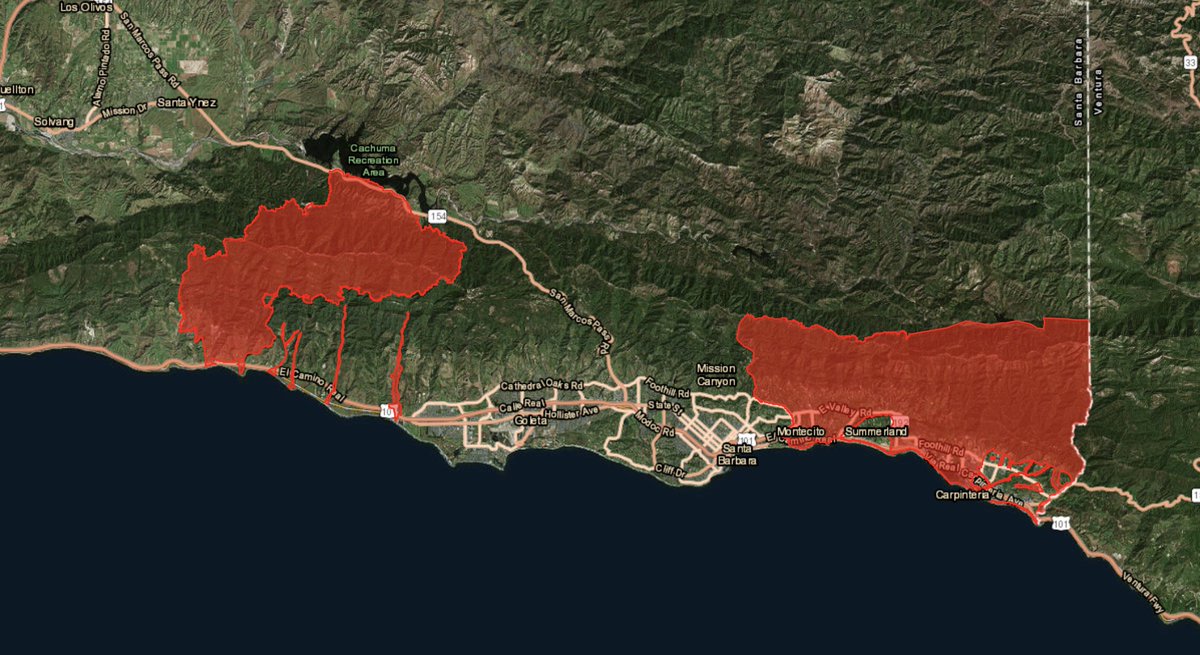 Los Olivos
San Marcos Pass Rd
Alamo Pintado Rd
uellton
Mission Dr
Santa Ynez
Solvang
Cachuma
Recreation
Area
154
San Marcos Pass Rd
Santa Barbara
Ventura
33
Mission
Canyon
El Camino Real
10
Cathedral Oaks Rd
Calle Real
Hollister Ave
Goleta
Foothill Rd
State St
Modoc Rd
Cliff Dr
Santa
Barbara
E Valley Rd
Montecito
Summerland
Foothill Rd
Via Real
Carpinteria Ave
Carpinteria
101
Ventura Fwy